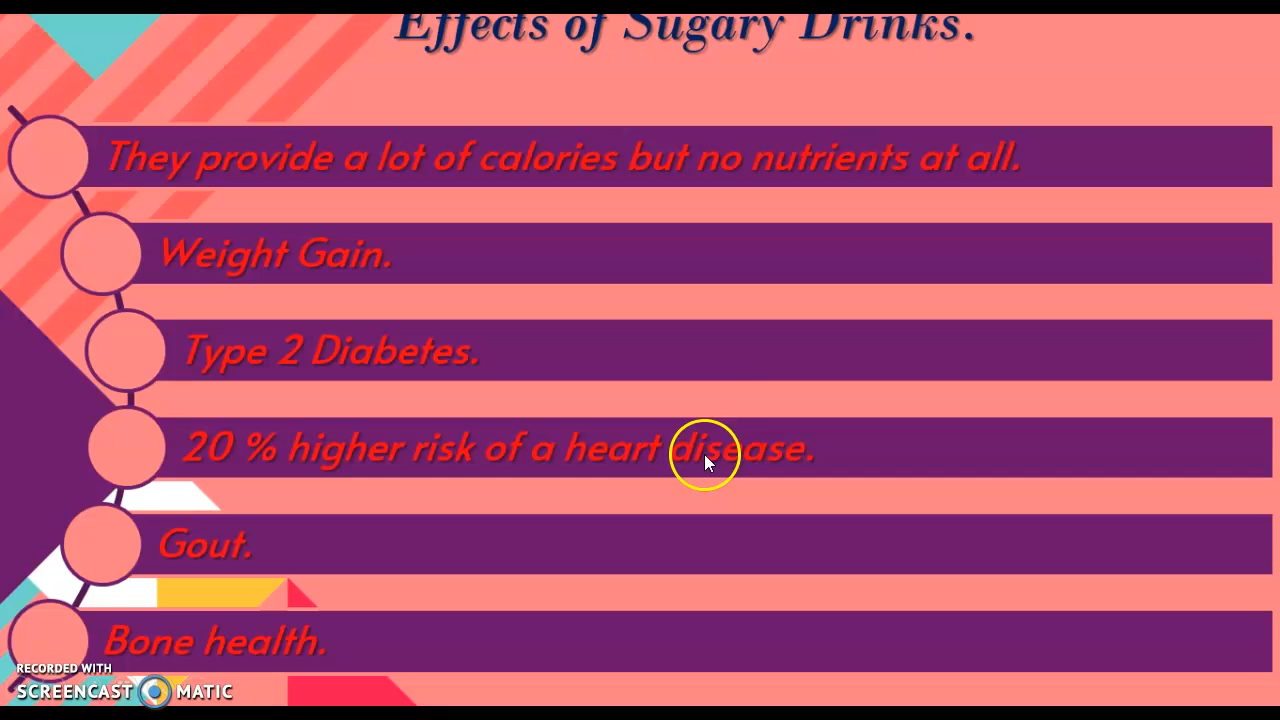 Effects of Sugary Drinks.
They provide a lot of calories but no nutrients at all.
Weight Gain.
Type 2 Diabetes.
20 % higher risk of a heart disease.
Gout.
Bone health.
RECORDED WITH
SCREENCAST MATIC